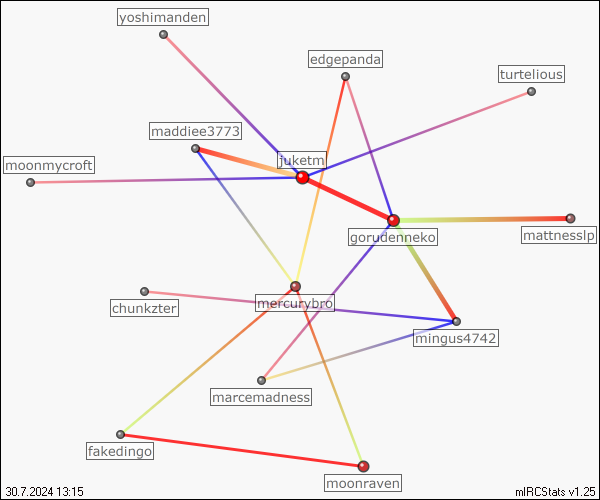 yoshimanden
edgepanda
turtelious
maddiee3773
juketm
moonmycroft
mattnesslp
gorudenneko
mercurybro
chunkzter
mingus4742
marcemadness
fakedingo
moonraven
30.7.2024 13:15
mIRCStats v1.25